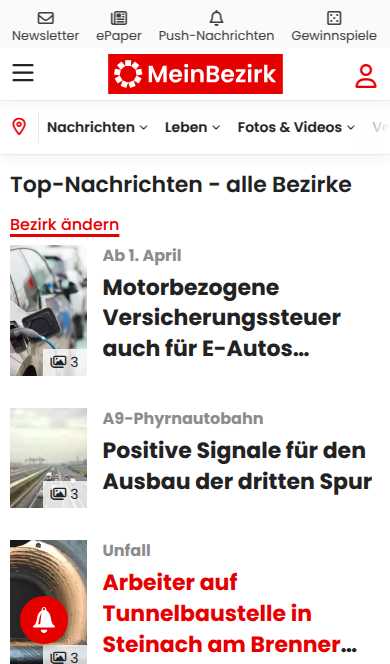 Newsletter ePaper Push-Nachrichten Gewinnspiele
MeinBezirk
Nachrichten Leben Fotos & Videos Ve
Top-Nachrichten - alle Bezirke
Bezirk ändern
Ab 1. April
Motorbezogene
Versicherungssteuer
auch für E-Autos…
3
A9-Phyrnautobahn
Positive Signale für den
Ausbau der dritten Spur
3
Unfall
Arbeiter auf
Tunnelbaustelle in
Steinach am Brenner…
3